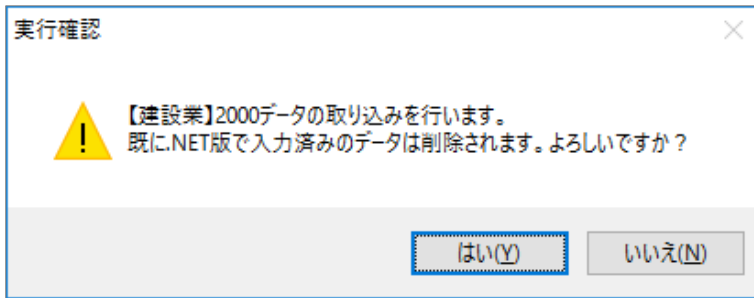 実行確認
【建設業】2000データの取り込みを行います。
既に.NET版で入力済みのデータは削除されます。よろしいですか？
はい(Y)
いいえ(N)